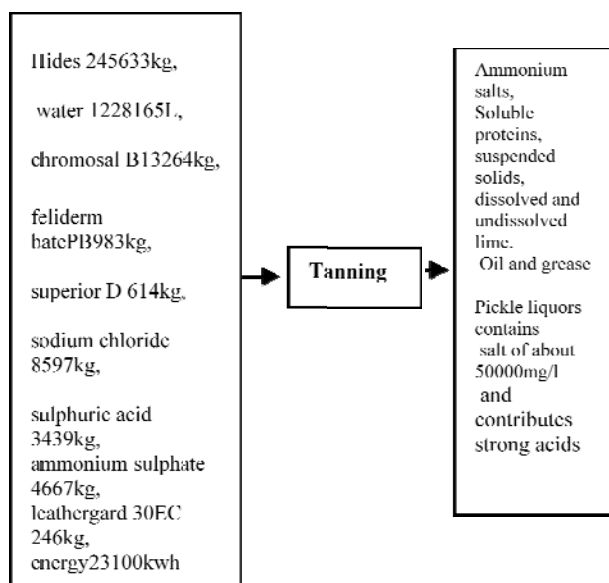 Hides 245633kg,
water 1228165L,
chromosal B13264kg,
feliderm
batePB983kg,
superior D 614kg,
sodium chloride
8597kg,
sulphuric acid
3439kg,
ammonium sulphate
4667kg,
leathergard 30EC
246kg,
energy23100kwh
Tanning
Ammonium
salts,
Soluble
proteins,
suspended
solids,
dissolved and
undissolved
lime.
Oil and grease
Pickle liquors
contains
salt of about
50000mg/l
and
contributes
strong acids